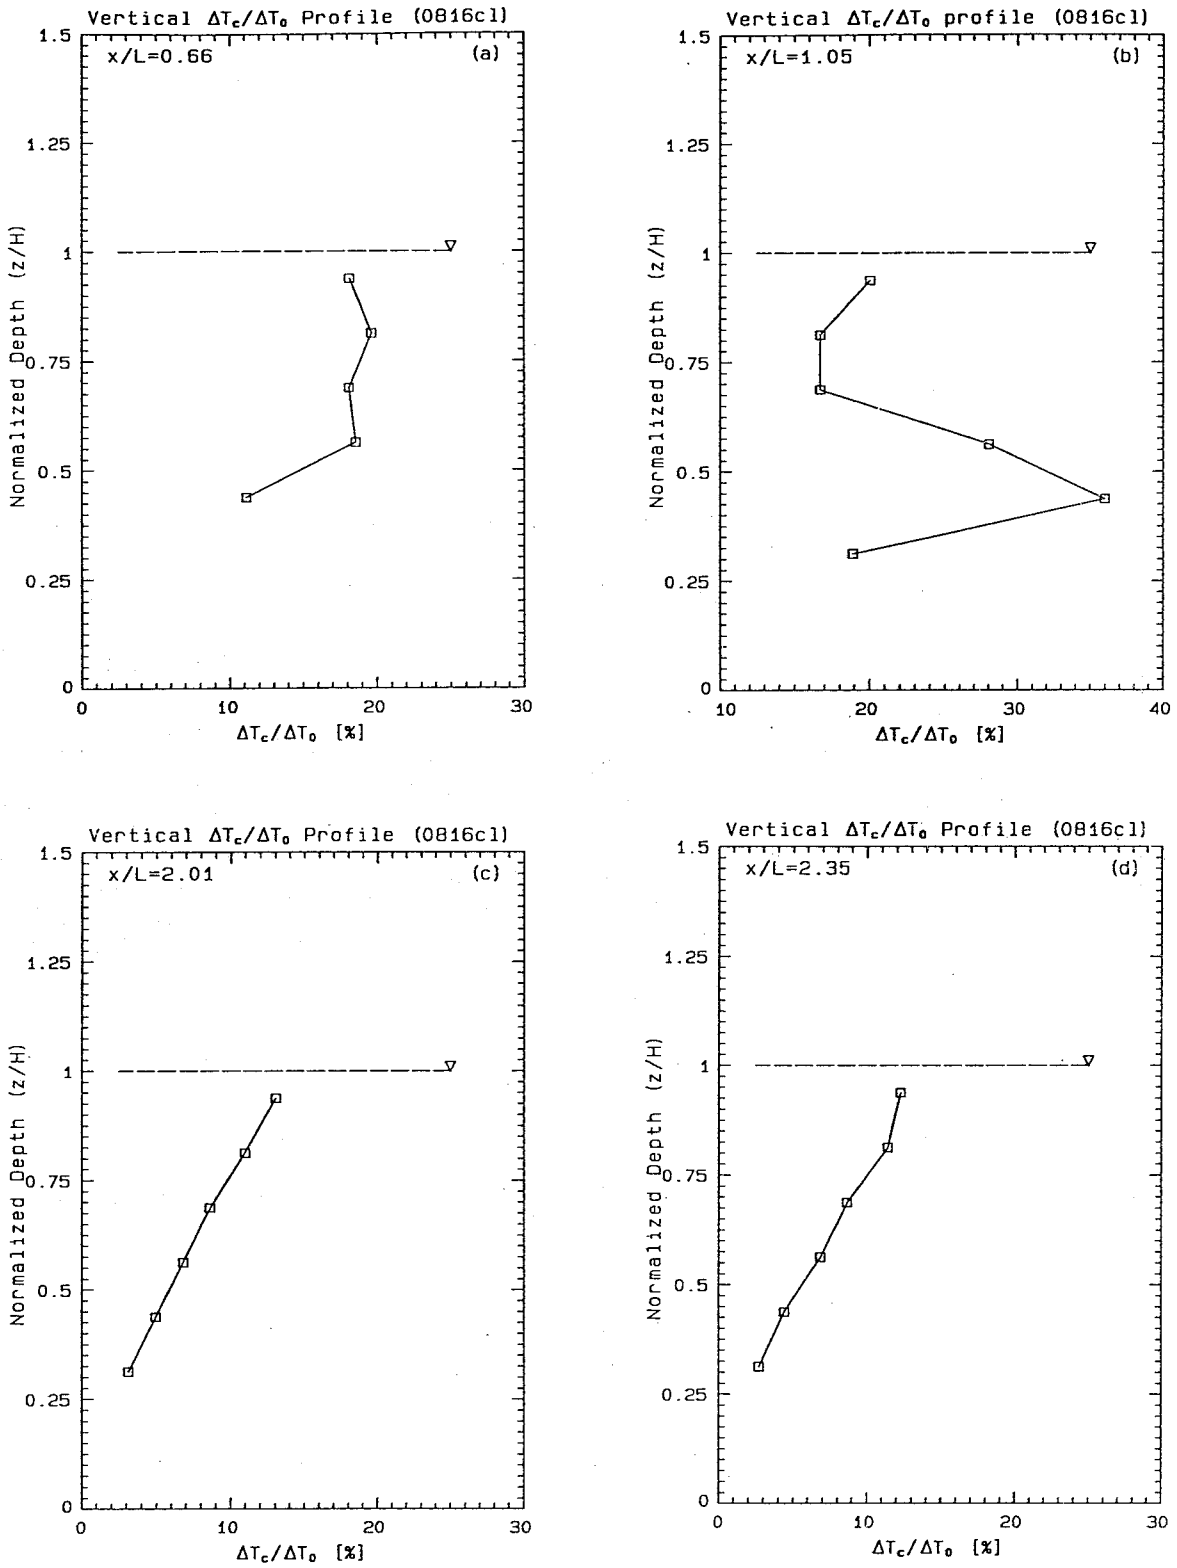 Vertical ΔTc/ΔT₀ Profile (0816cl)
x/L=0.66
(a)
1.5
1.25
1
0.75
0.5
0.25
0
Normalized Depth (z/H)
0 10 20 30
ΔTc/ΔT₀ [%]
Vertical ΔTc/ΔT₀ profile (0816cl)
x/L=1.05
(b)
1.5
1.25
1
0.75
0.5
0.25
0
Normalized Depth (z/H)
10 20 30 40
ΔTc/ΔT₀ [%]
Vertical ΔTc/ΔT₀ Profile (0816cl)
x/L=2.01
(c)
1.5
1.25
1
0.75
0.5
0.25
0
Normalized Depth (z/H)
0 10 20 30
ΔTc/ΔT₀ [%]
Vertical ΔTc/ΔT₀ Profile (0816cl)
x/L=2.35
(d)
1.5
1.25
1
0.75
0.5
0.25
0
Normalized Depth (z/H)
0 10 20 30
ΔTc/ΔT₀ [%]